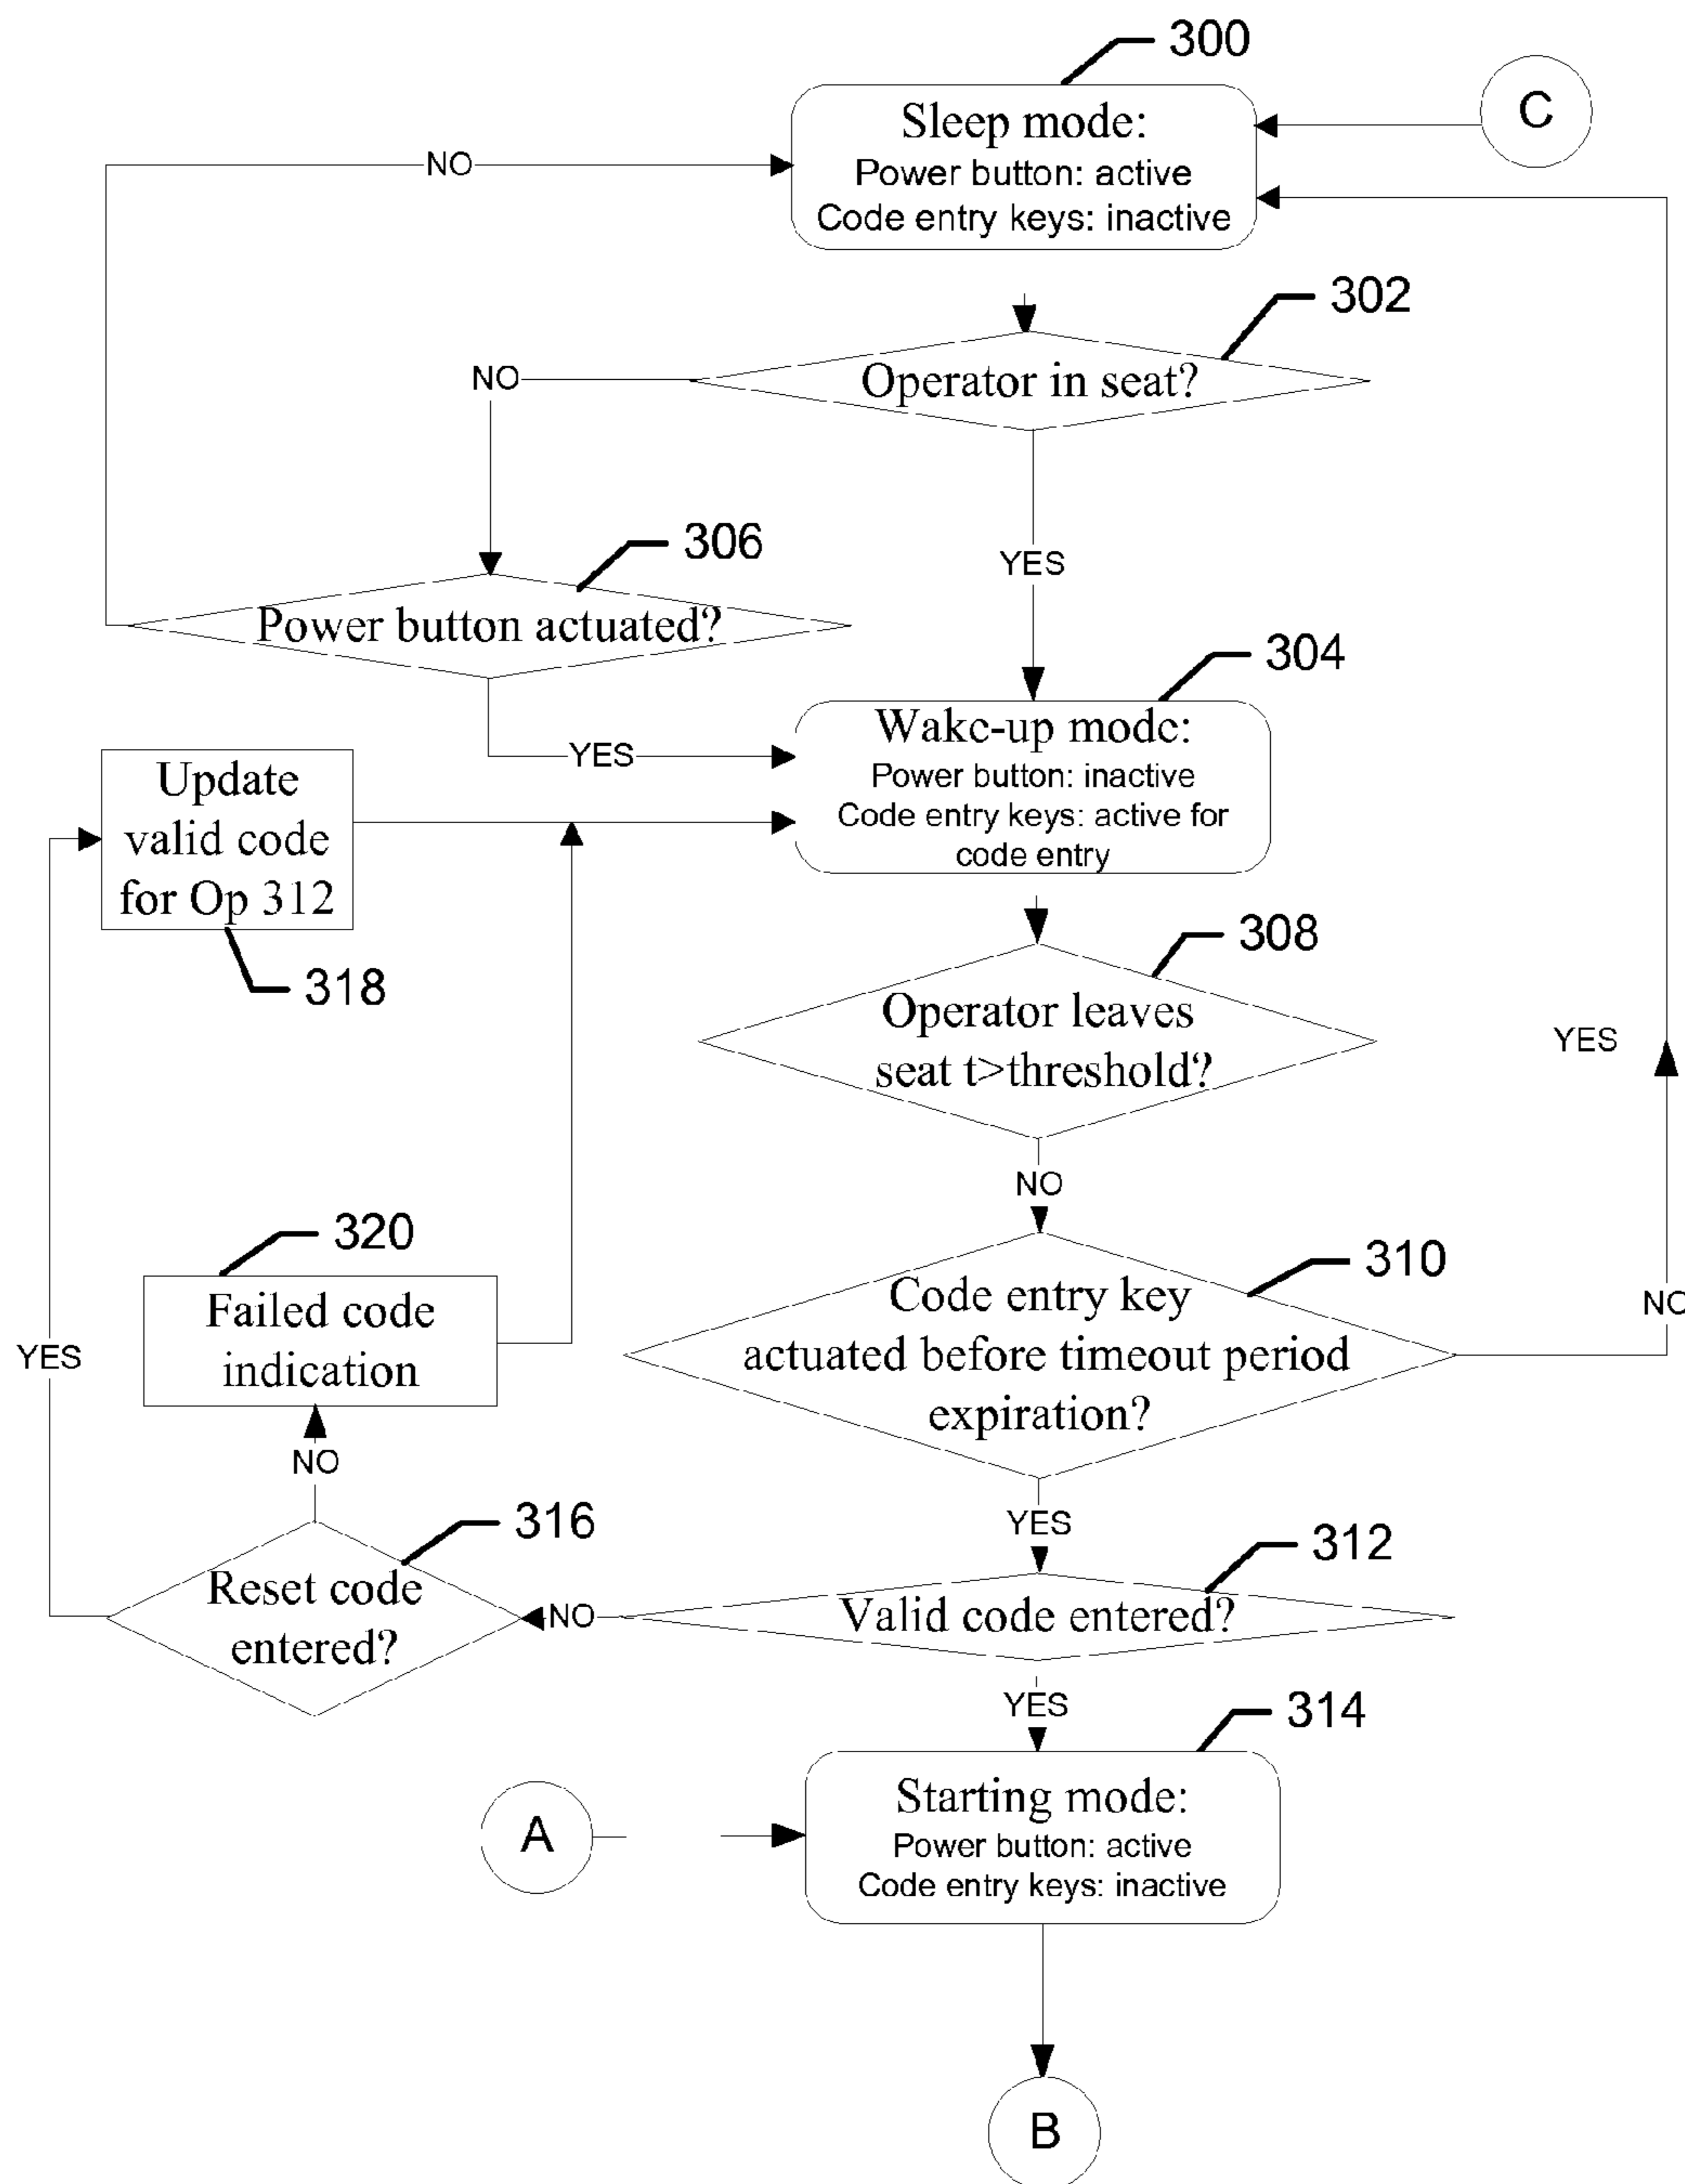 300
Sleep mode:
Power button: active
Code entry keys: inactive
C
NO
302
Operator in seat?
NO
YES
306
Power button actuated?
YES
304
Wake-up mode:
Power button: inactive
Code entry keys: active for
code entry
Update
valid code
for Op 312
318
308
Operator leaves
seat t>threshold?
YES
NO
310
Code entry key
actuated before timeout period
expiration?
NO
320
Failed code
indication
YES
NO
YES
316
Reset code
entered?
312
Valid code entered?
NO
YES
314
Starting mode:
Power button: active
Code entry keys: inactive
A
B